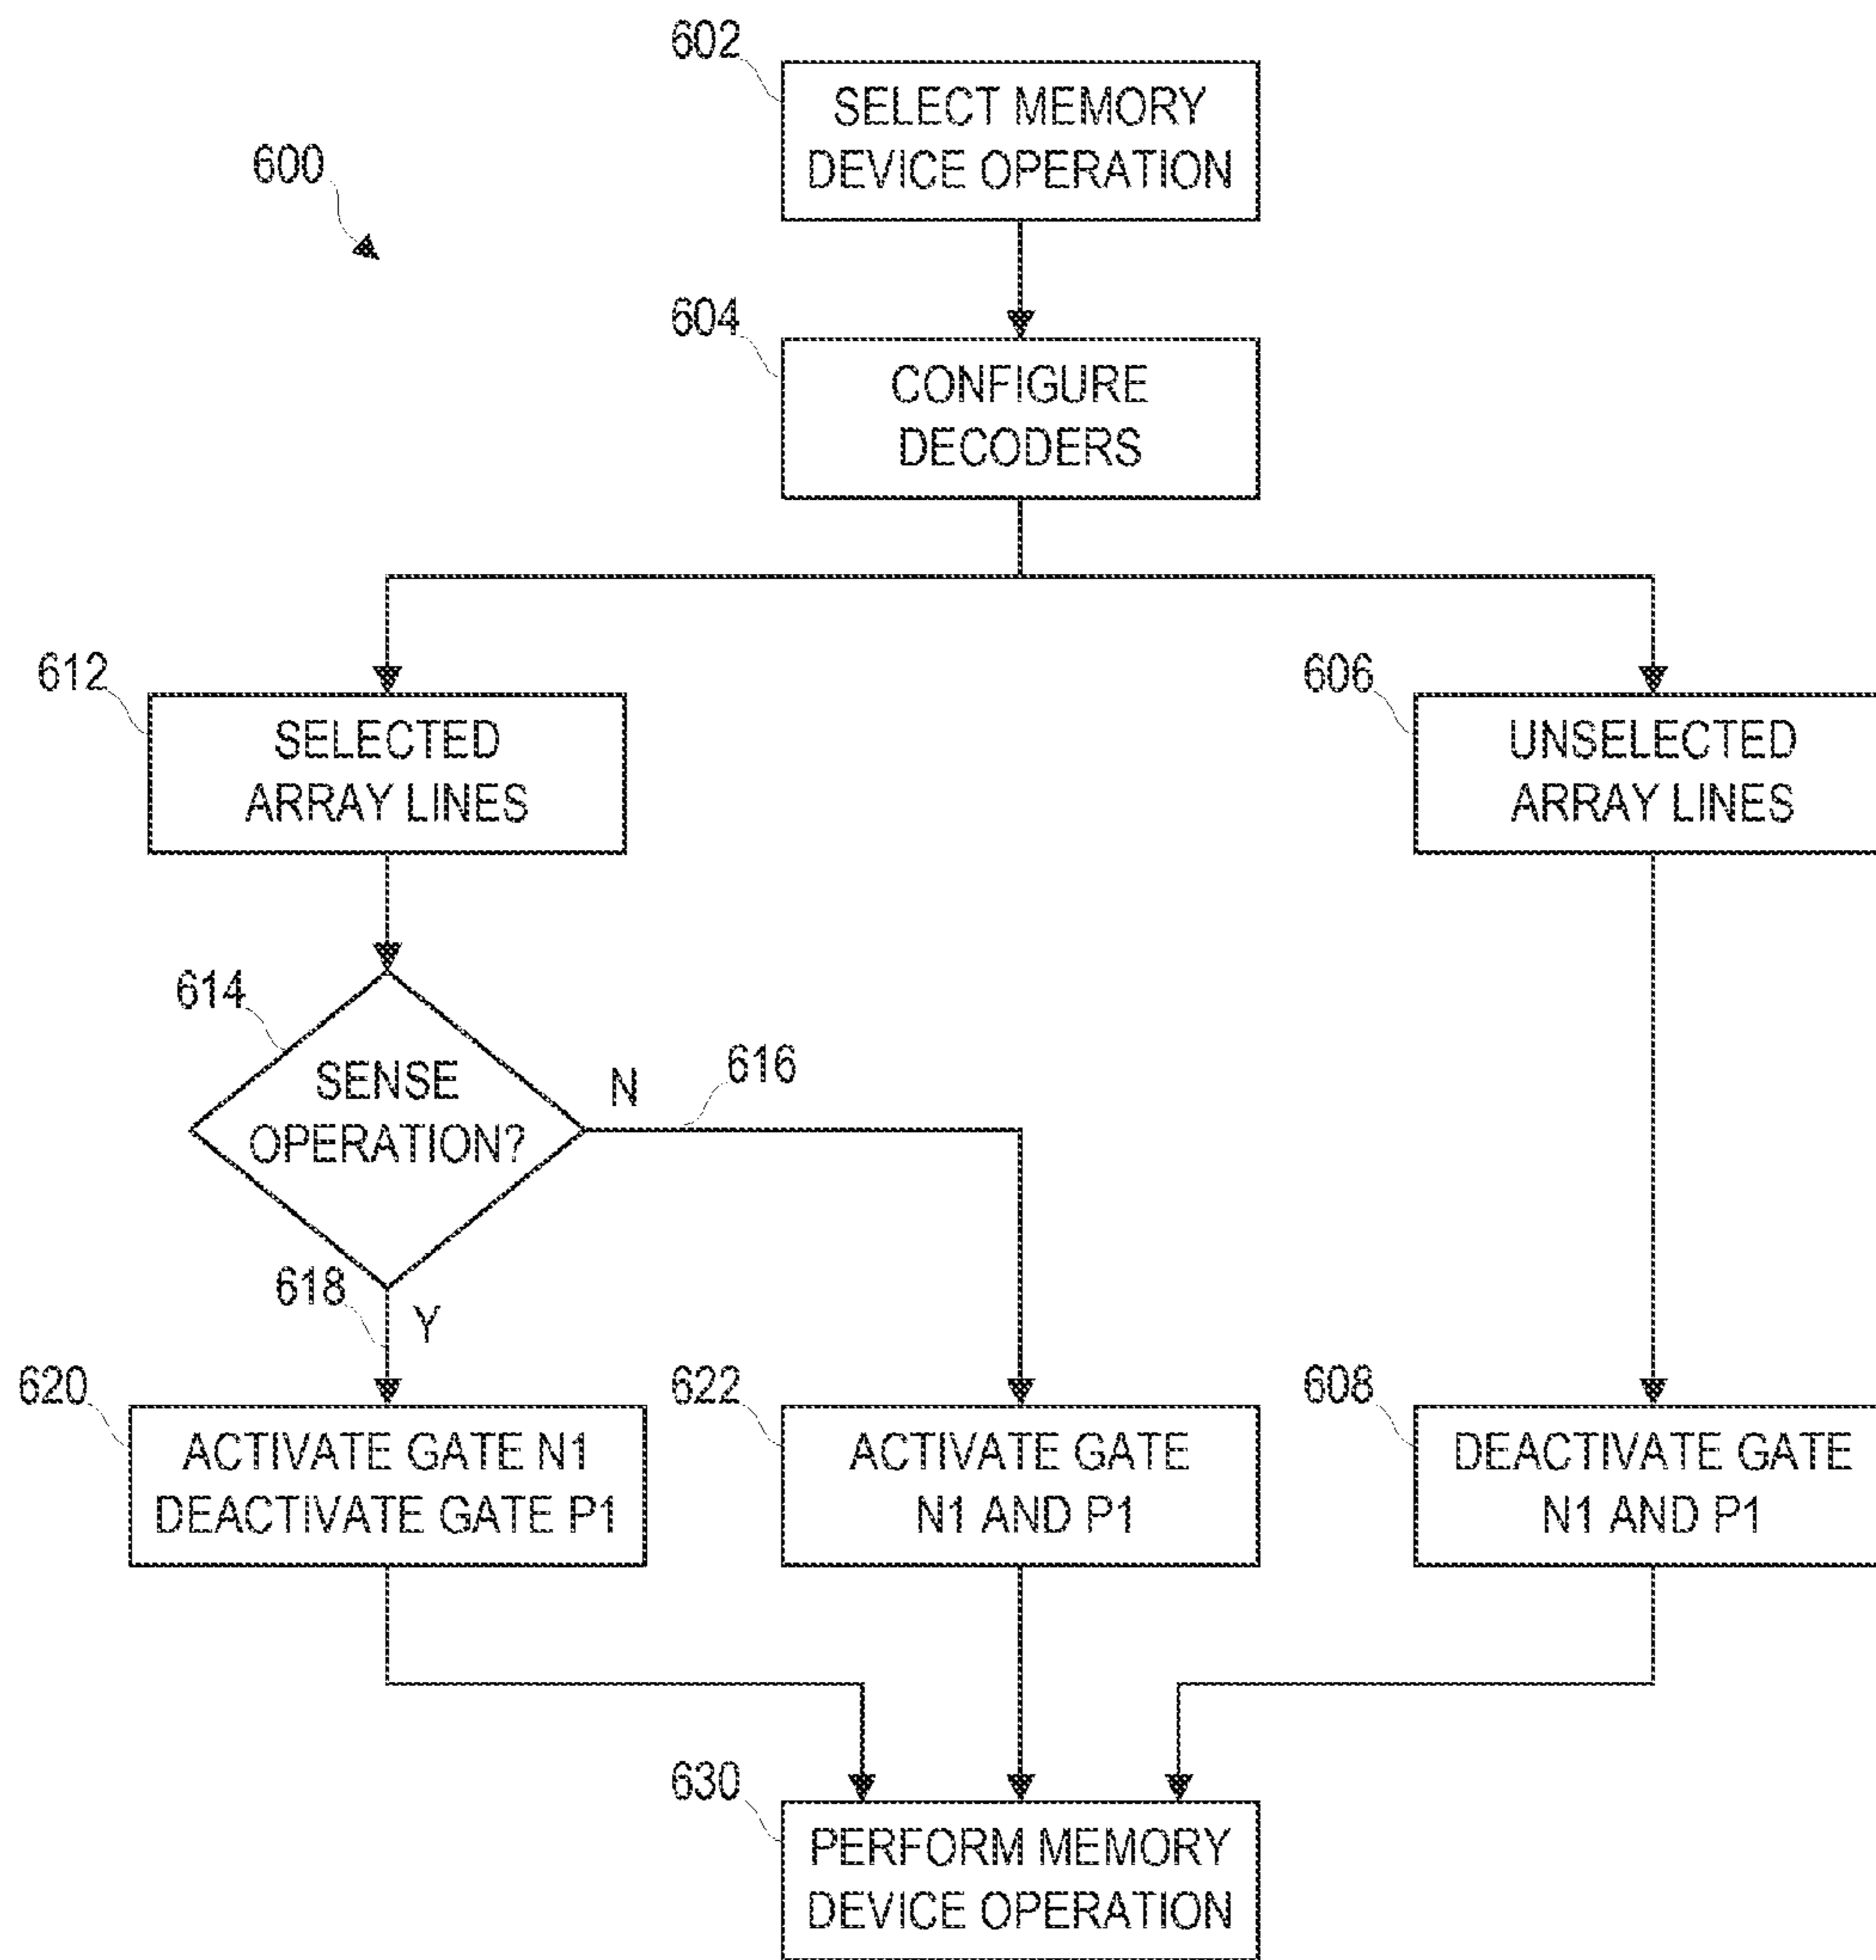 602
SELECT MEMORY
DEVICE OPERATION
600
604
CONFIGURE
DECODERS
612
SELECTED
ARRAY LINES
606
UNSELECTED
ARRAY LINES
614
SENSE
OPERATION?
N
616
618
Y
620
ACTIVATE GATE N1
DEACTIVATE GATE P1
622
ACTIVATE GATE
N1 AND P1
608
DEACTIVATE GATE
N1 AND P1
630
PERFORM MEMORY
DEVICE OPERATION